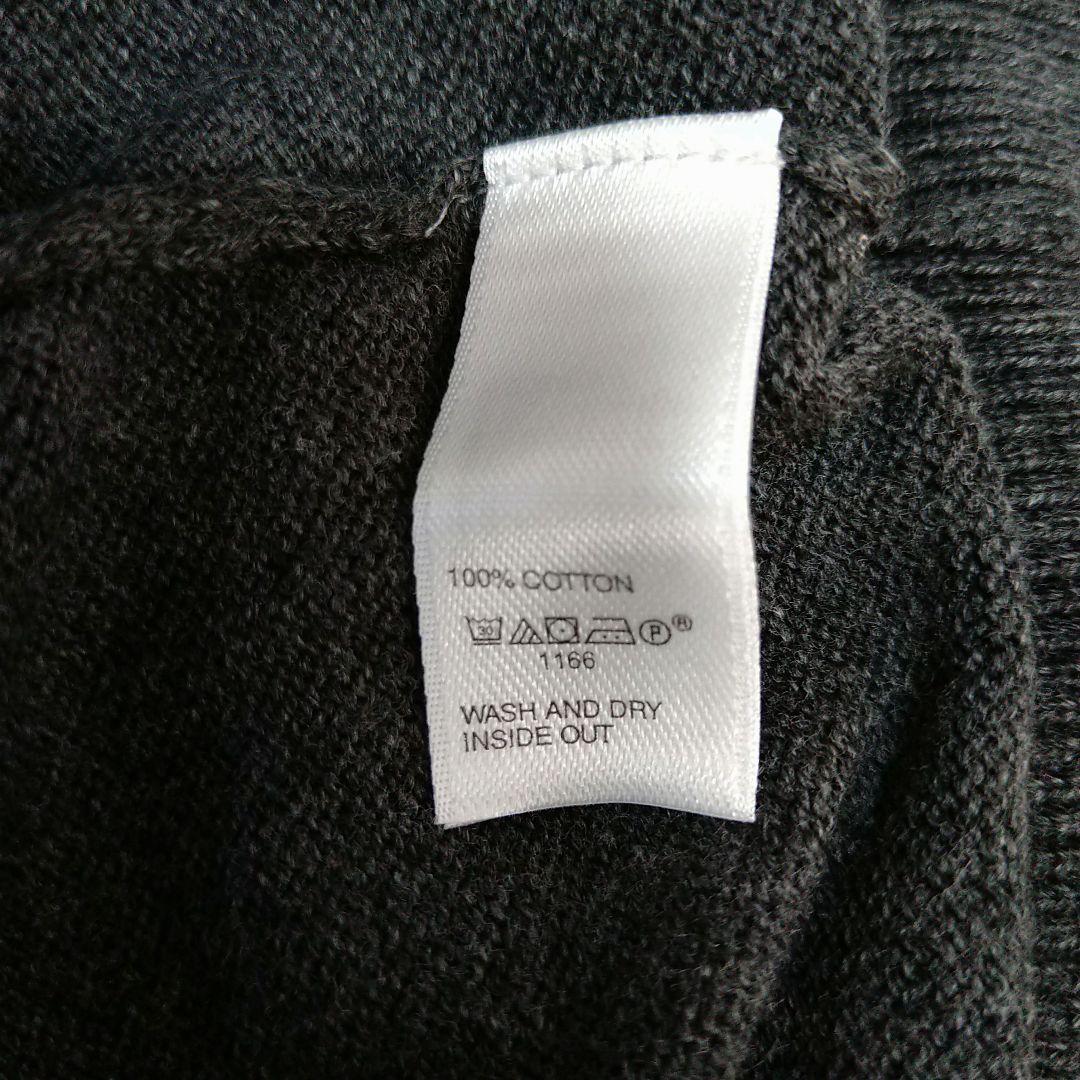 100% COTTON
30 P®
1166
WASH AND DRY
INSIDE OUT